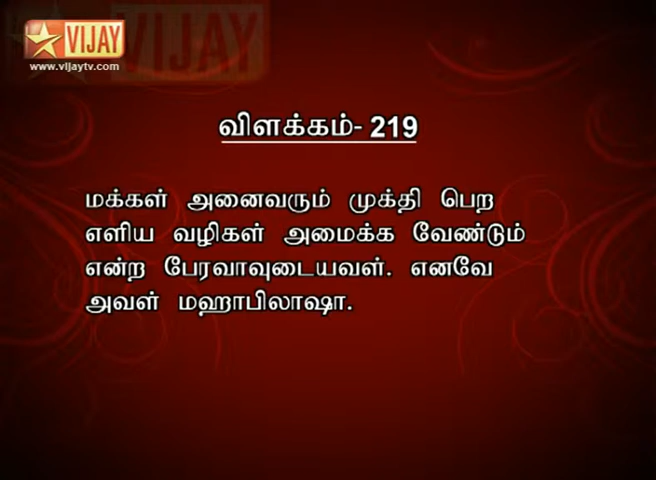 VIJAY
VIJAY
www.vijaytv.com
விளக்கம்- 219
மக்கள் அனைவரும் முக்தி பெற
எளிய வழிகள் அமைக்க வேண்டும்
என்ற பேரவாவுடையவள். எனவே
அவள் மஹாபிலாஷா.